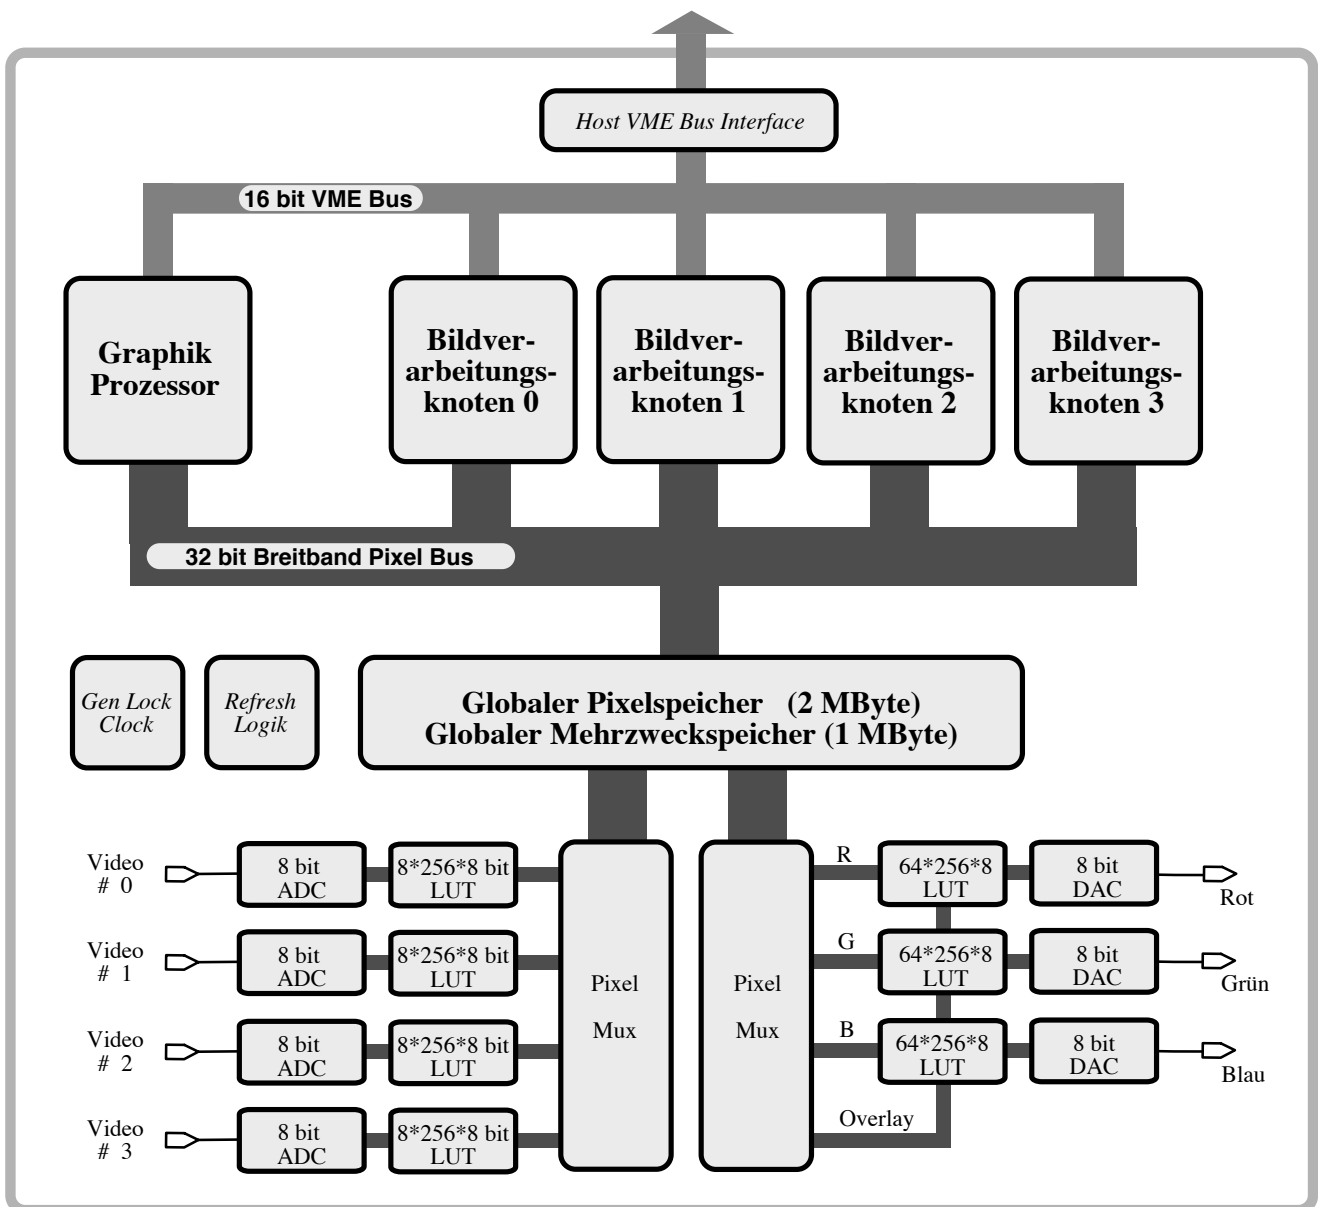 Host VME Bus Interface
16 bit VME Bus
Graphik
Prozessor
Bildver-
arbeitungs-
knoten 0
Bildver-
arbeitungs-
knoten 1
Bildver-
arbeitungs-
knoten 2
Bildver-
arbeitungs-
knoten 3
32 bit Breitband Pixel Bus
Gen Lock
Clock
Refresh
Logik
Globaler Pixelspeicher (2 MByte)
Globaler Mehrzweckspeicher (1 MByte)
Video
# 0
8 bit
ADC
8*256*8 bit
LUT
Video
# 1
8 bit
ADC
8*256*8 bit
LUT
Video
# 2
8 bit
ADC
8*256*8 bit
LUT
Video
# 3
8 bit
ADC
8*256*8 bit
LUT
Pixel
Mux
Pixel
Mux
R
64*256*8
LUT
8 bit
DAC
Rot
G
64*256*8
LUT
8 bit
DAC
Grün
B
64*256*8
LUT
8 bit
DAC
Blau
Overlay